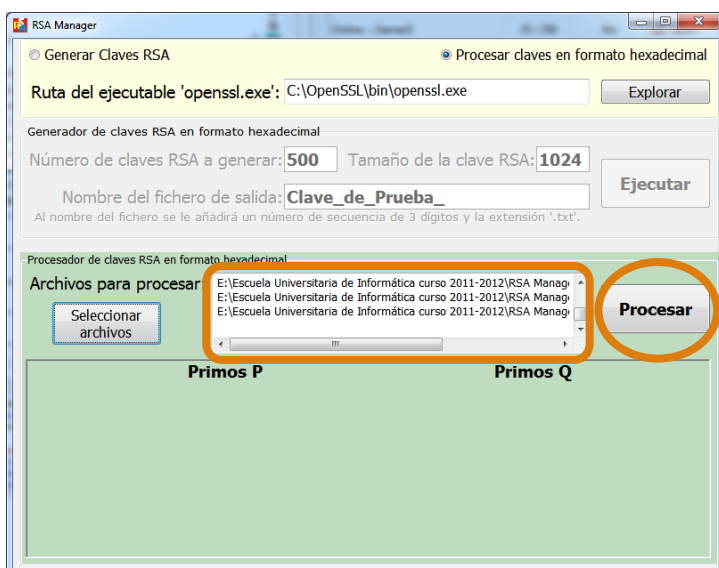 RSA Manager
Generar Claves RSA Procesar claves en formato hexadecimal
Ruta del ejecutable 'openssl.exe': C:\OpenSSL\bin\openssl.exe Explorar
Generador de claves RSA en formato hexadecimal
Número de claves RSA a generar: 500 Tamaño de la clave RSA: 1024
Ejecutar
Nombre del fichero de salida: Clave_de_Prueba_
Al nombre del fichero se le añadirá un número de secuencia de 3 dígitos y la extensión '.txt'.
Procesador de claves RSA en formato hexadecimal
Archivos para procesar:
Seleccionar
archivos
E:\Escuela Universitaria de Informática curso 2011-2012\RSA Manag
E:\Escuela Universitaria de Informática curso 2011-2012\RSA Manag
E:\Escuela Universitaria de Informática curso 2011-2012\RSA Manag
Procesar
Primos P Primos Q